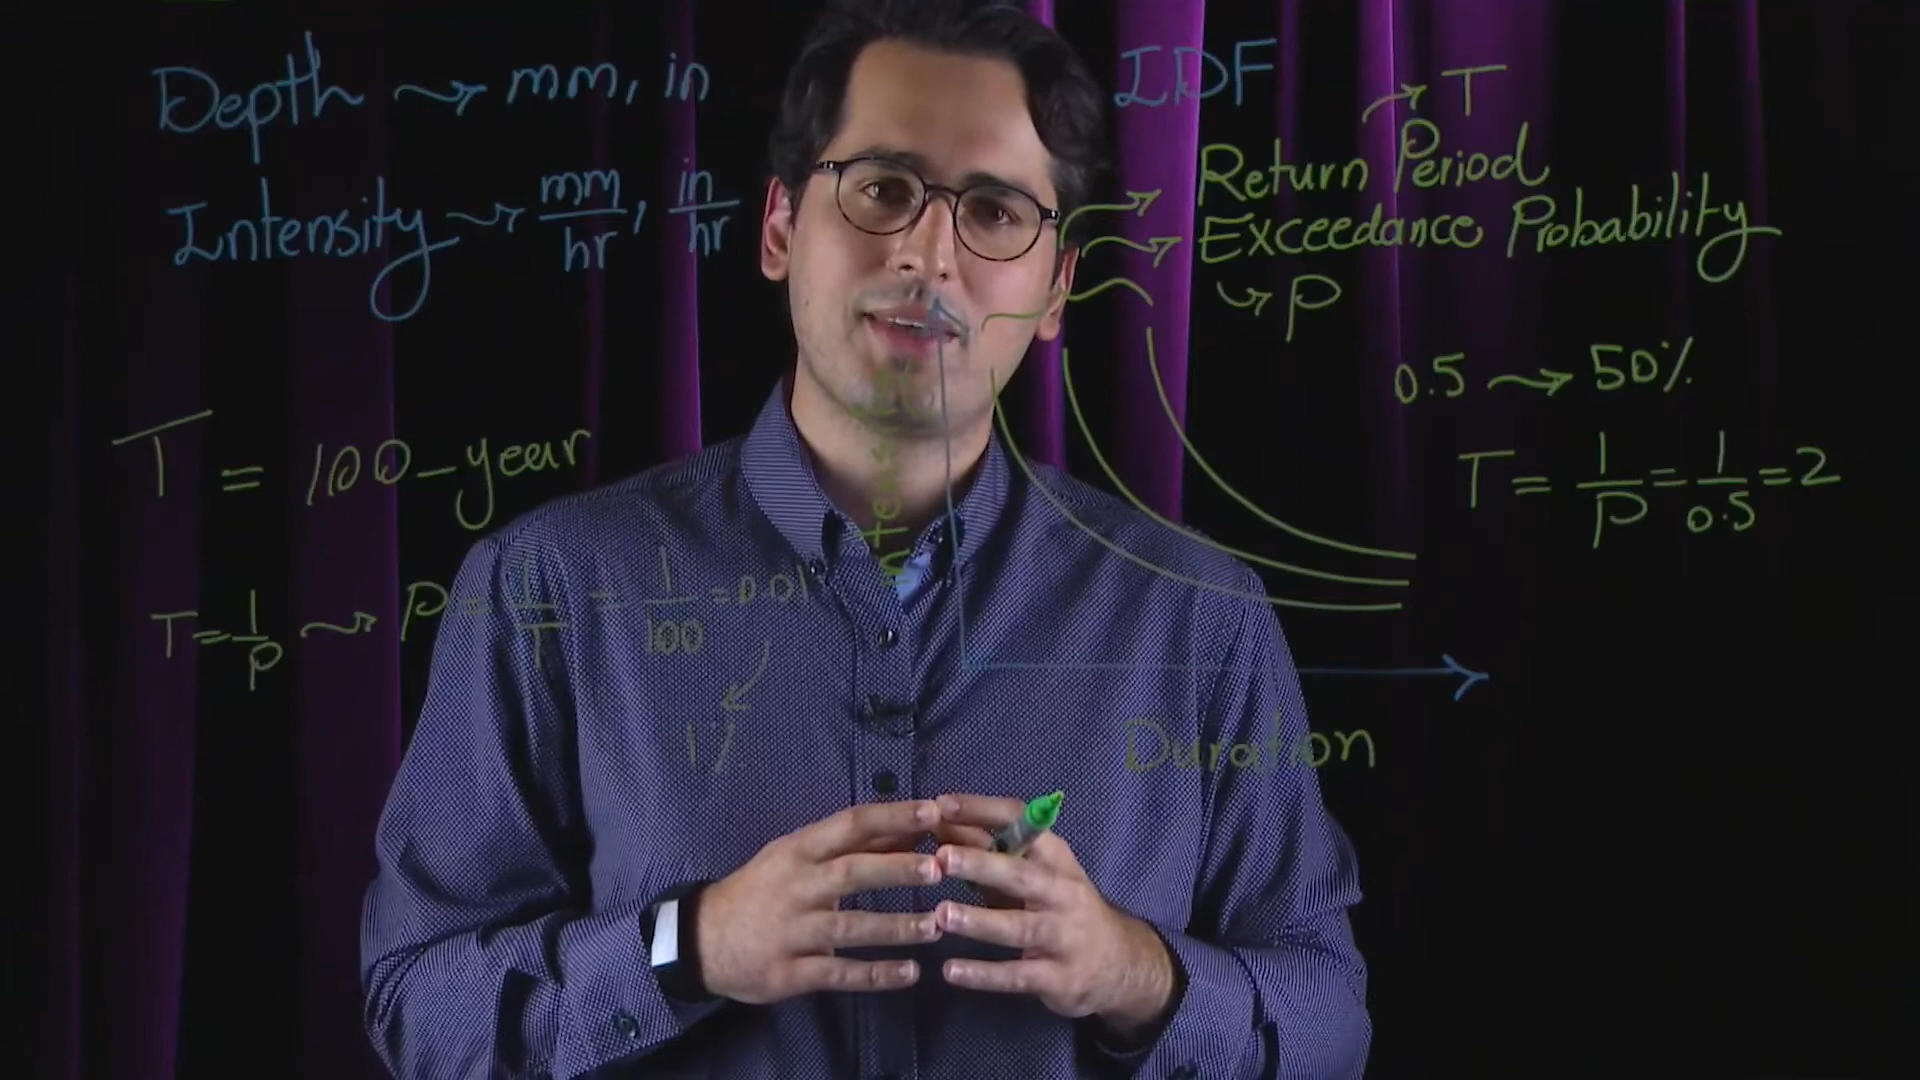 Depth → mm, in
Intensity → mm/hr, in/hr
T = 100-year
T = 1/P → P = 1/T = 1/100 = 0.01
1%
IDF
T
Return Period
Exceedance Probability
P
0.5 → 50%
T = 1/P = 1/0.5 = 2
Duration